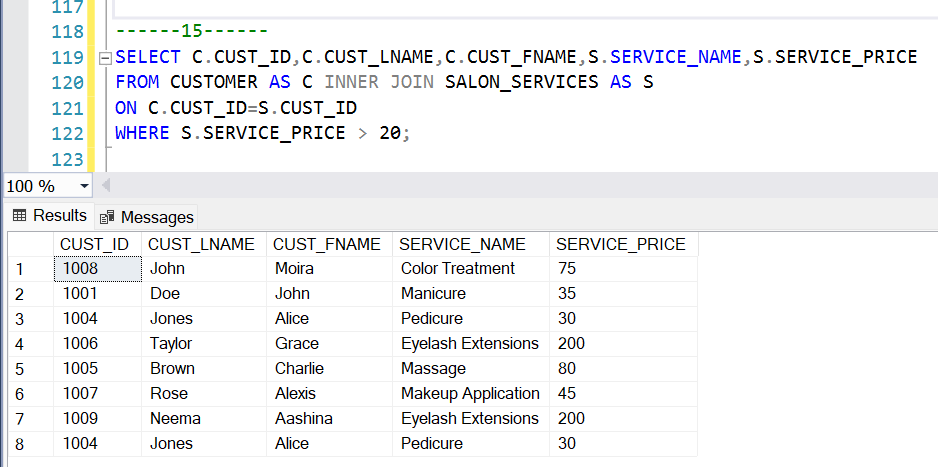 117
118 ------15------
119 SELECT C.CUST_ID,C.CUST_LNAME,C.CUST_FNAME,S.SERVICE_NAME,S.SERVICE_PRICE
120 FROM CUSTOMER AS C INNER JOIN SALON_SERVICES AS S
121 ON C.CUST_ID=S.CUST_ID
122 WHERE S.SERVICE_PRICE > 20;
123
100 %
Results Messages
CUST_ID CUST_LNAME CUST_FNAME SERVICE_NAME SERVICE_PRICE
1 1008 John Moira Color Treatment 75
2 1001 Doe John Manicure 35
3 1004 Jones Alice Pedicure 30
4 1006 Taylor Grace Eyelash Extensions 200
5 1005 Brown Charlie Massage 80
6 1007 Rose Alexis Makeup Application 45
7 1009 Neema Aashina Eyelash Extensions 200
8 1004 Jones Alice Pedicure 30